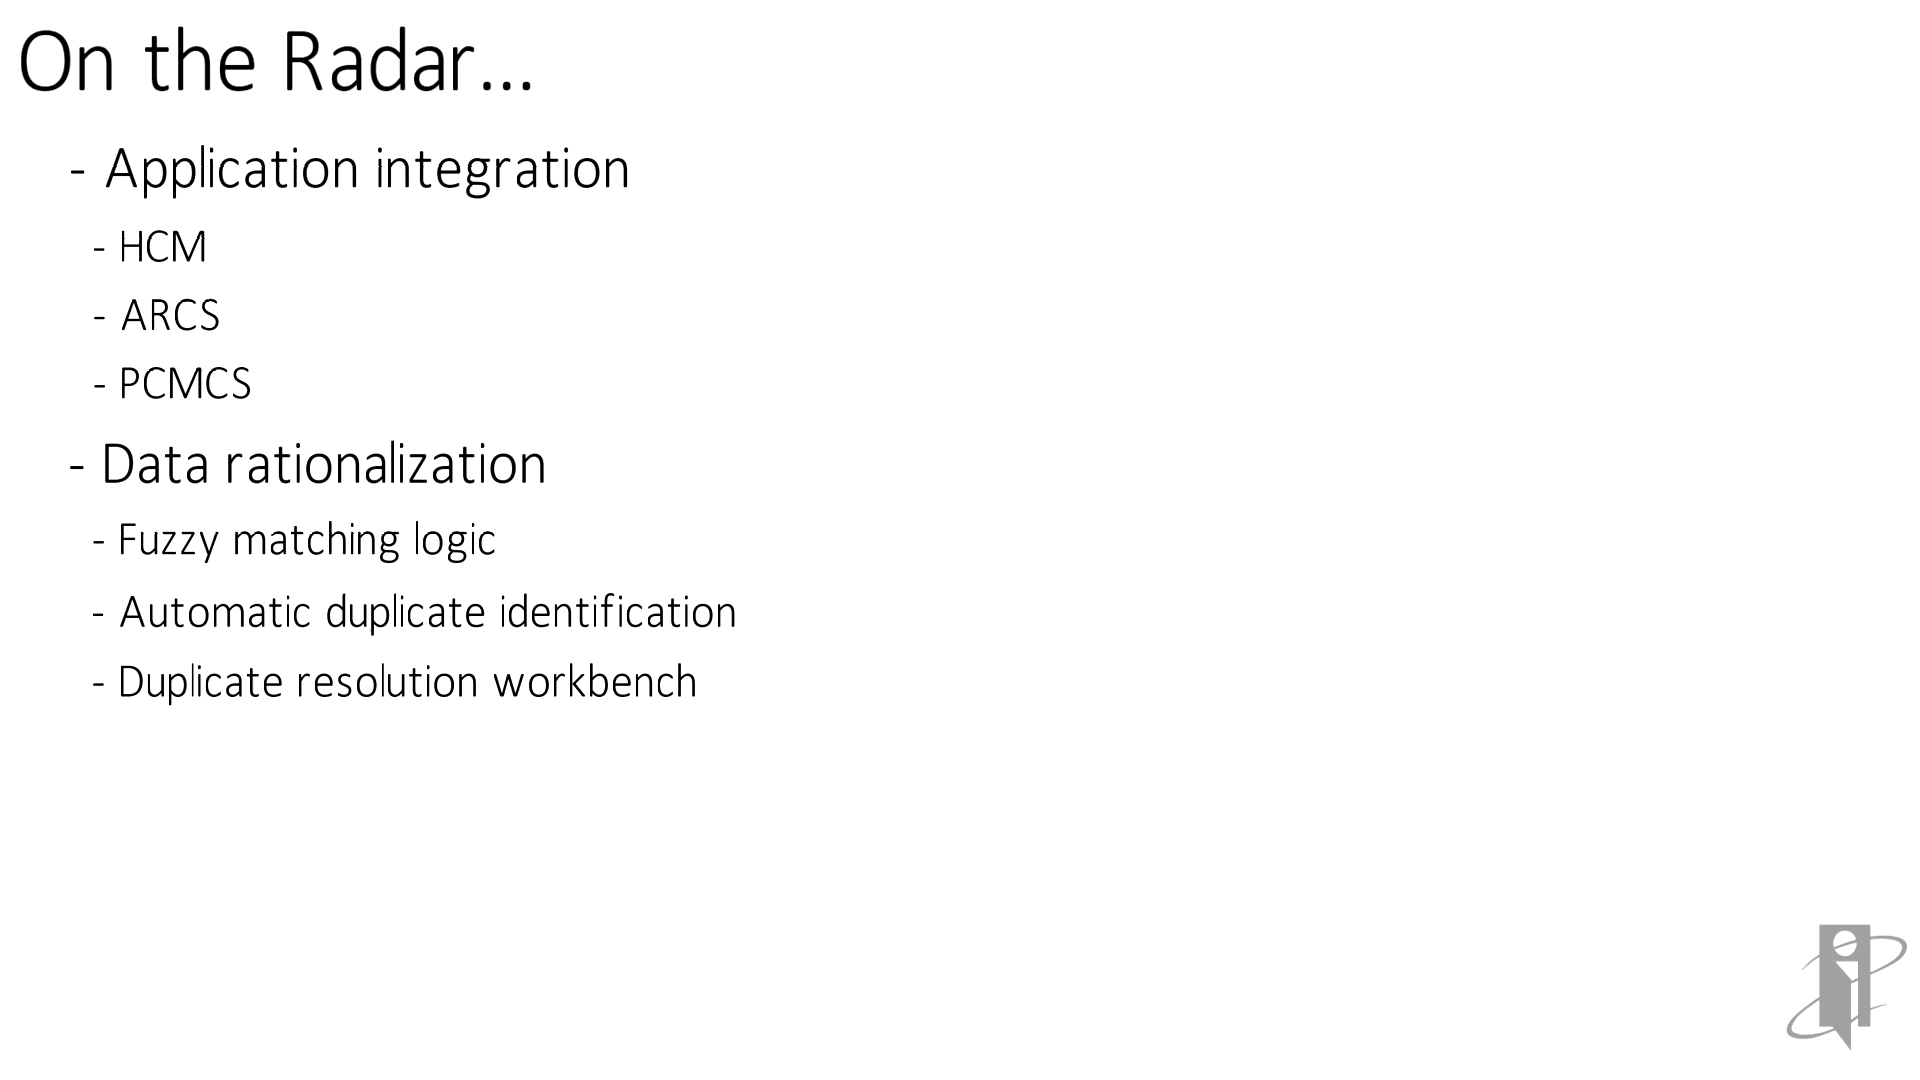 On the Radar...
- Application integration
- HCM
- ARCS
- PCMCS
- Data rationalization
- Fuzzy matching logic
- Automatic duplicate identification
- Duplicate resolution workbench